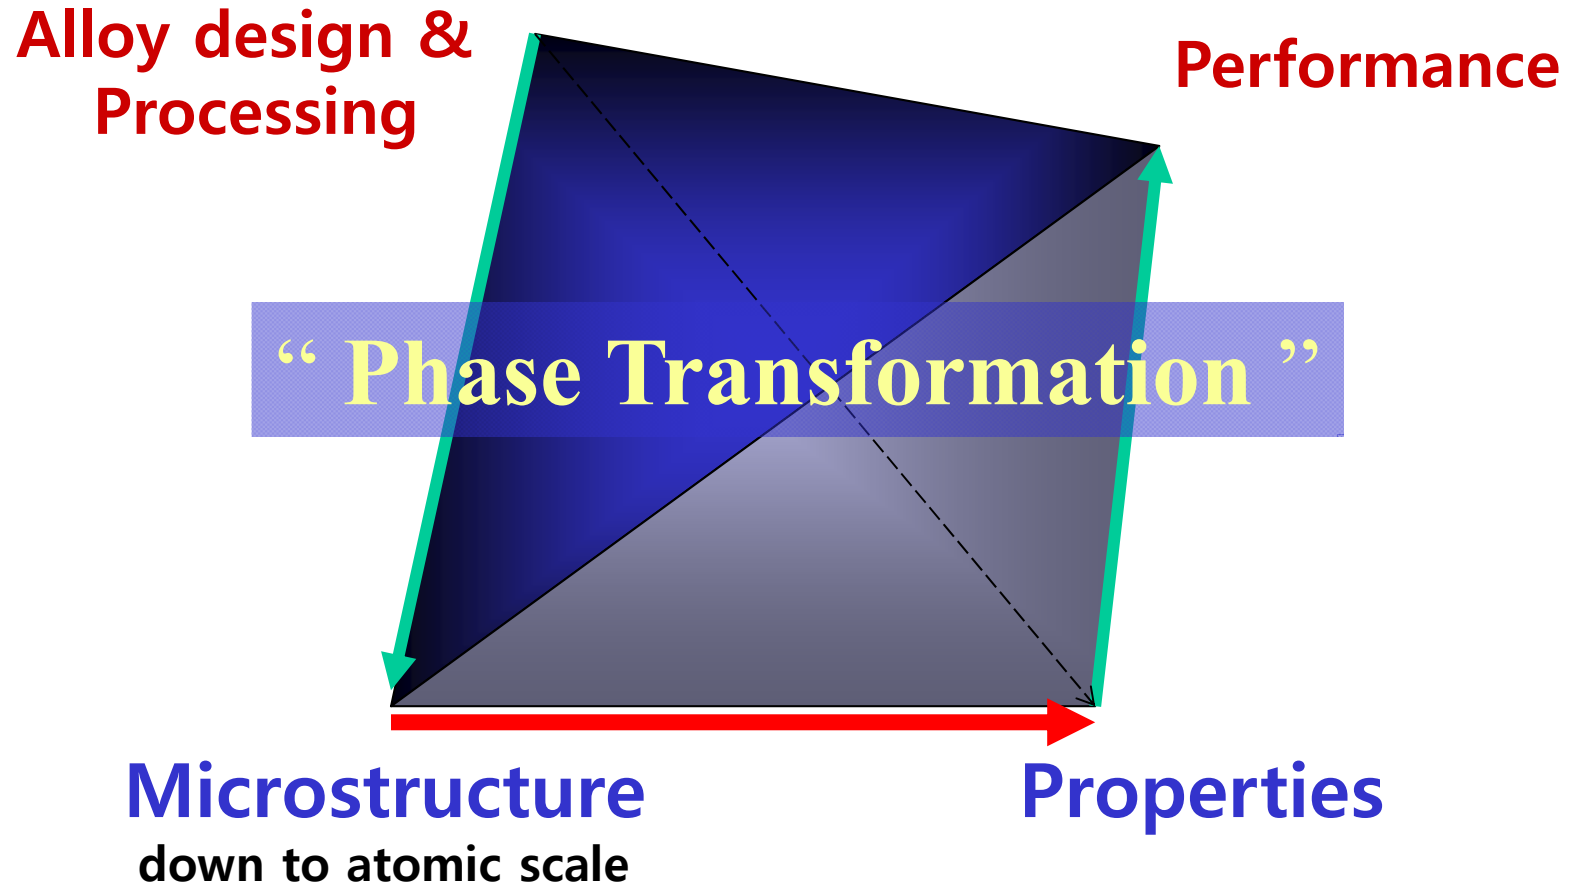 Alloy design &
Processing
Performance
“ Phase Transformation ”
Microstructure
down to atomic scale
Properties